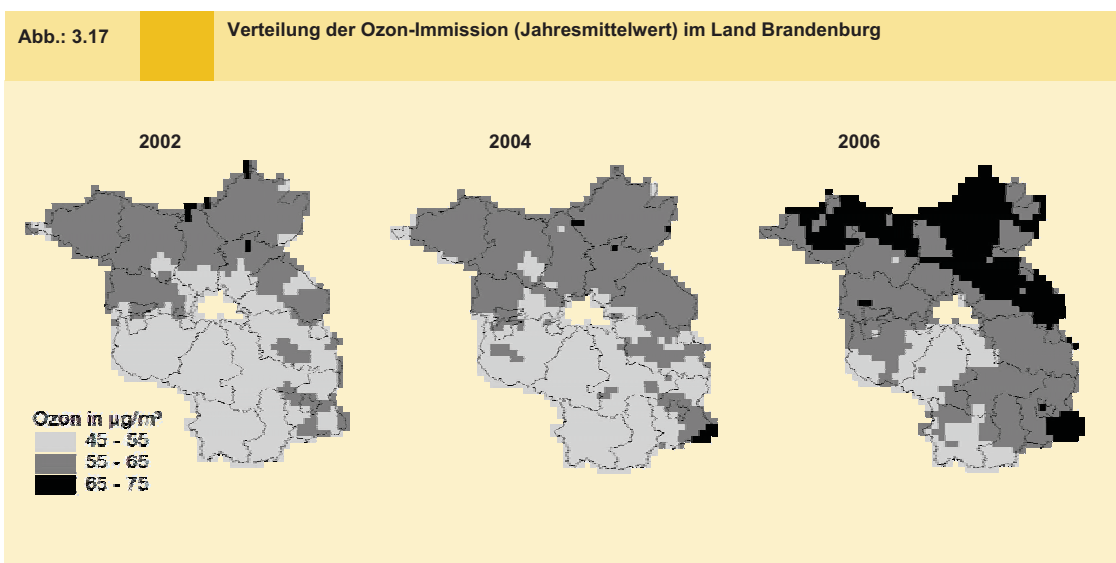 Abb.: 3.17
Verteilung der Ozon-Immission (Jahresmittelwert) im Land Brandenburg
2002
2004
2006
Ozon in µg/m³
45 - 55
55 - 65
65 - 75